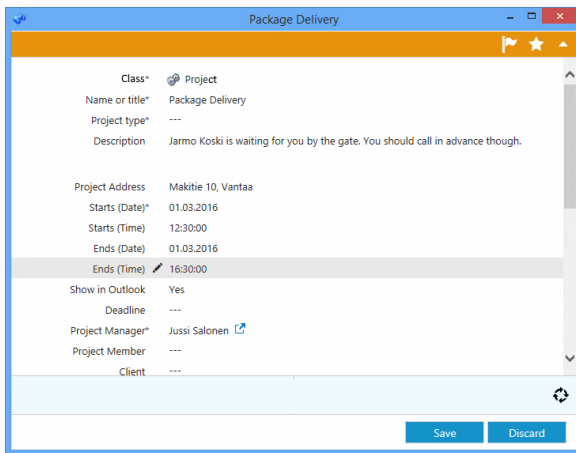 Package Delivery
Class* Project
Name or title* Package Delivery
Project type* ---
Description Jarmo Koski is waiting for you by the gate. You should call in advance though.
Project Address Makitie 10, Vantaa
Starts (Date)* 01.03.2016
Starts (Time) 12:30:00
Ends (Date) 01.03.2016
Ends (Time) 16:30:00
Show in Outlook Yes
Deadline ---
Project Manager* Jussi Salonen
Project Member ---
Client ---
Save Discard